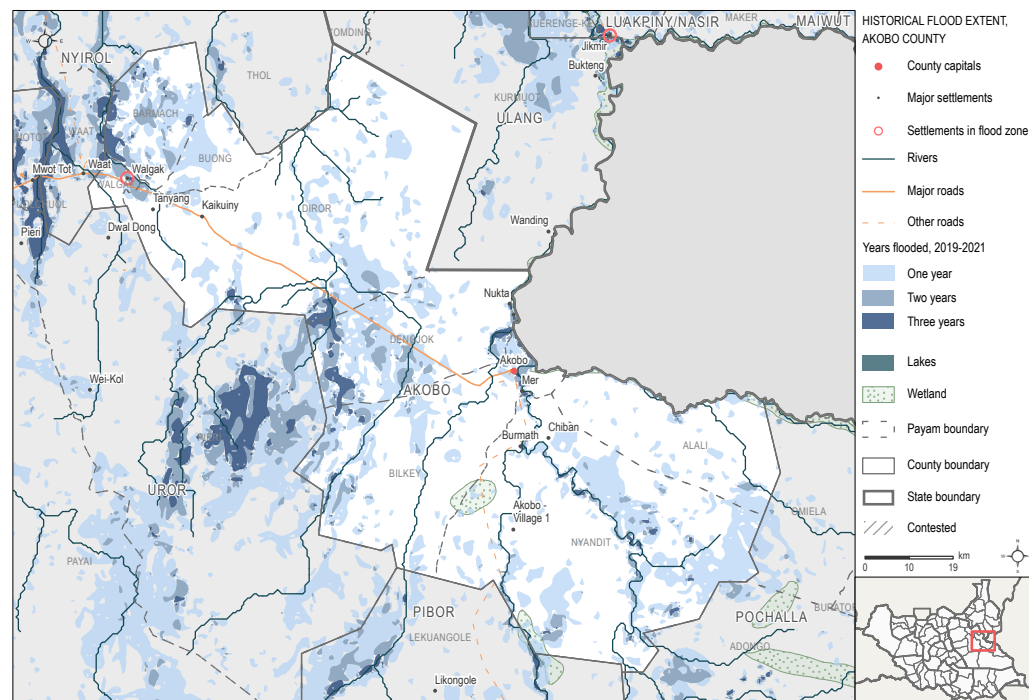 HISTORICAL FLOOD EXTENT,
AKOBO COUNTY
County capitals
Major settlements
Settlements in flood zone
Rivers
Major roads
Other roads
Years flooded, 2019-2021
One year
Two years
Three years
Lakes
Wetland
Payam boundary
County boundary
State boundary
Contested
km
0 10 19
N
W E
S
NYIROL
THOL
LUAKPINY/NASIR
MAKER
MAIWUT
Jikmir
Bukteng
KURMUOT
ULANG
BARMACH
WAAT
BUONG
Mwot Tot
Waat
Walgak
Tanyang
Kaikuiny
DIROR
Pieri
Dwal Dong
Wanding
Nukta
DENGJOK
Akobo
Mer
AKOBO
Wei-Kol
Burmath
Chiban
ALALI
BILKEY
UROR
Akobo -
Village 1
NYANDIT
OMIELA
PAYAI
PIBOR
LEKUANGOLE
POCHALLA
ADONGO
Likongole